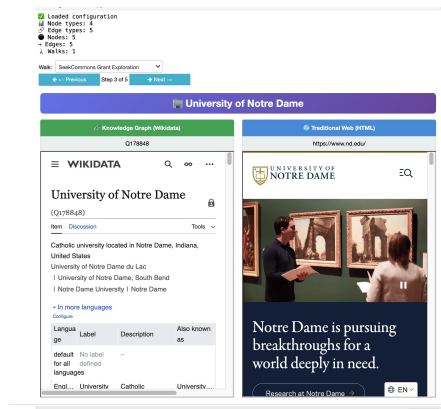 Loaded configuration
Node types: 4
Edge types: 5
Nodes: 5
Edges: 5
Walks: 1
Walk: SeekCommons Grant Exploration
← Previous
Step 3 of 5
Next →
University of Notre Dame
Knowledge Graph (Wikidata)
Traditional Web (HTML)
Q178848
https://www.nd.edu/
WIKIDATA
University of Notre Dame
(Q178848)
Item Discussion
Tools
Catholic university located in Notre Dame, Indiana,
United States
University of Notre Dame du Lac
| University of Notre Dame, South Bend
| Notre Dame University | Notre Dame
In more languages
Configure
Langua
ge
Label
Description
Also known
as
default
for all
languages
No label
defined
–
Engl...
University
Catholic
University...
UNIVERSITY OF
NOTRE DAME
Notre Dame is pursuing
breakthroughs for a
world deeply in need.
Research at Notre Dame
EN